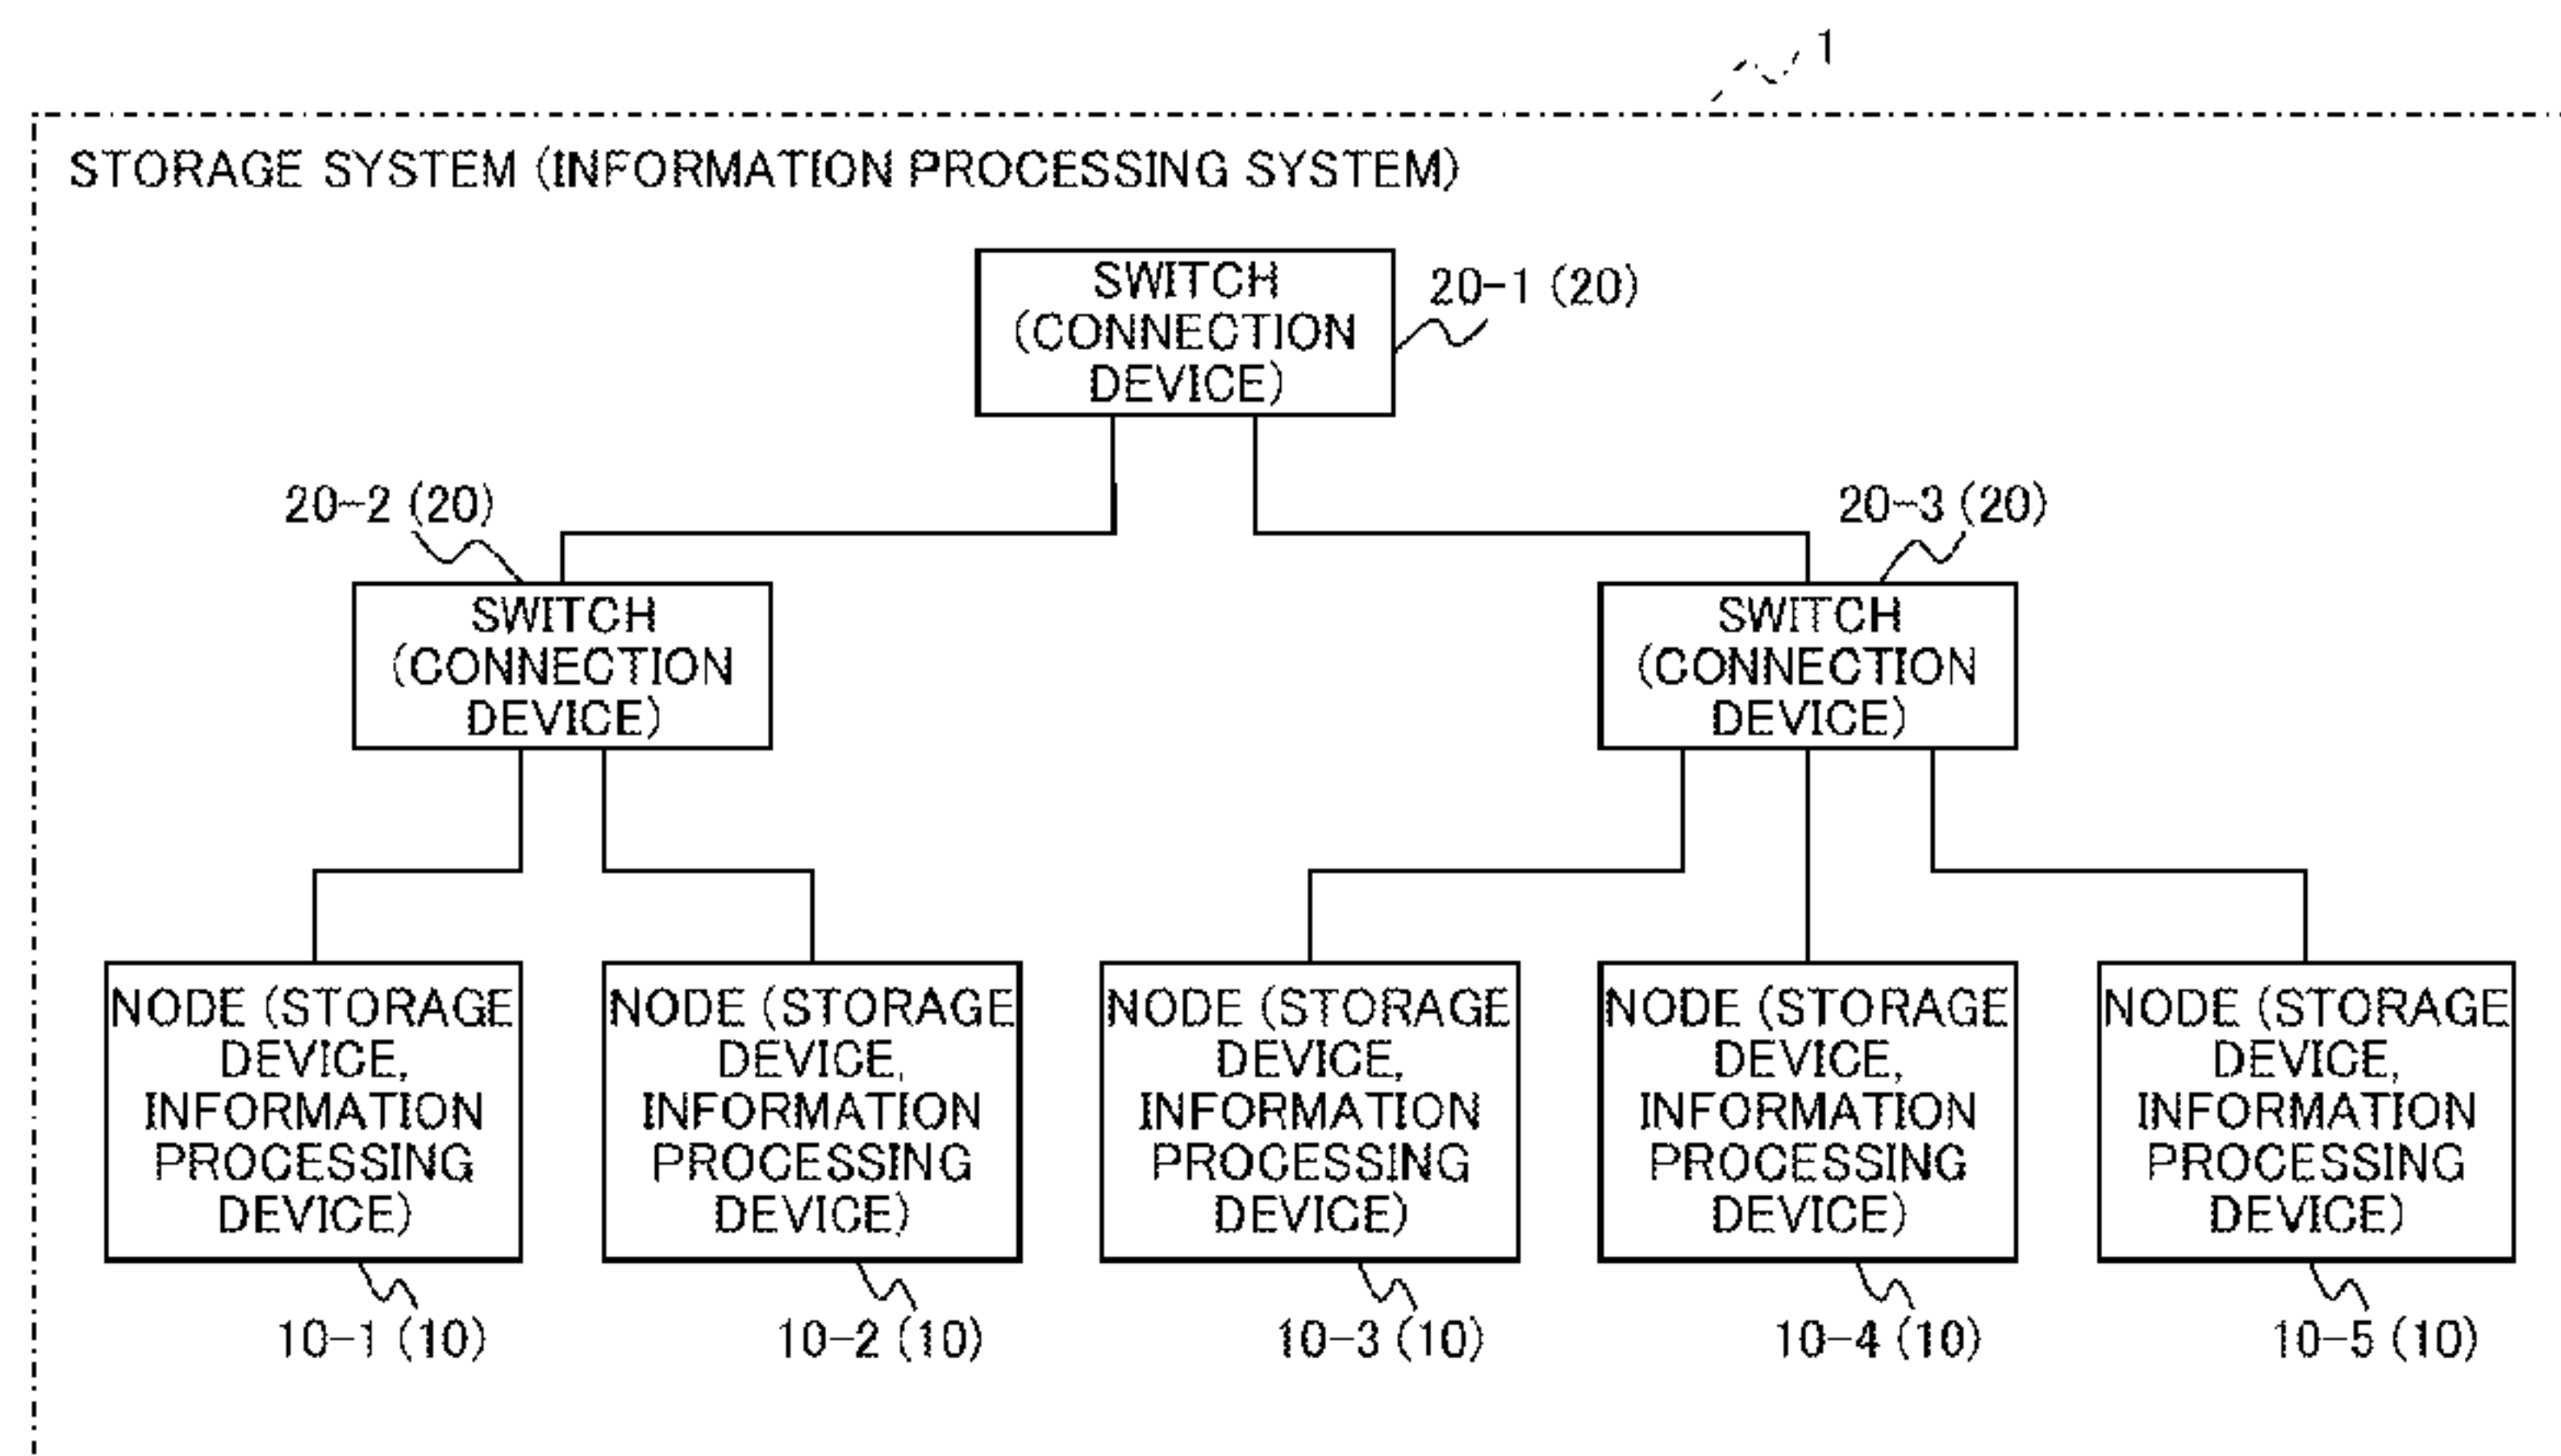 1
STORAGE SYSTEM (INFORMATION PROCESSING SYSTEM)
SWITCH
(CONNECTION
DEVICE)
20-1 (20)
20-2 (20)
SWITCH
(CONNECTION
DEVICE)
20-3 (20)
SWITCH
(CONNECTION
DEVICE)
NODE (STORAGE
DEVICE,
INFORMATION
PROCESSING
DEVICE)
10-1 (10)
NODE (STORAGE
DEVICE,
INFORMATION
PROCESSING
DEVICE)
10-2 (10)
NODE (STORAGE
DEVICE,
INFORMATION
PROCESSING
DEVICE)
10-3 (10)
NODE (STORAGE
DEVICE,
INFORMATION
PROCESSING
DEVICE)
10-4 (10)
NODE (STORAGE
DEVICE,
INFORMATION
PROCESSING
DEVICE)
10-5 (10)